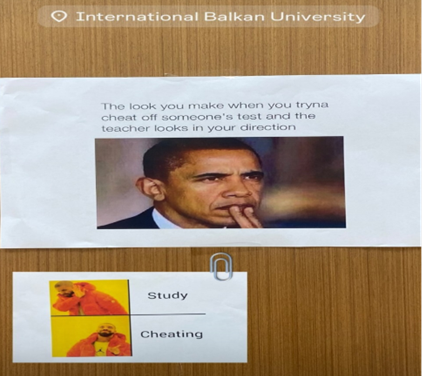 International Balkan University
The look you make when you tryna
cheat off someone's test and the
teacher looks in your direction
Study
Cheating